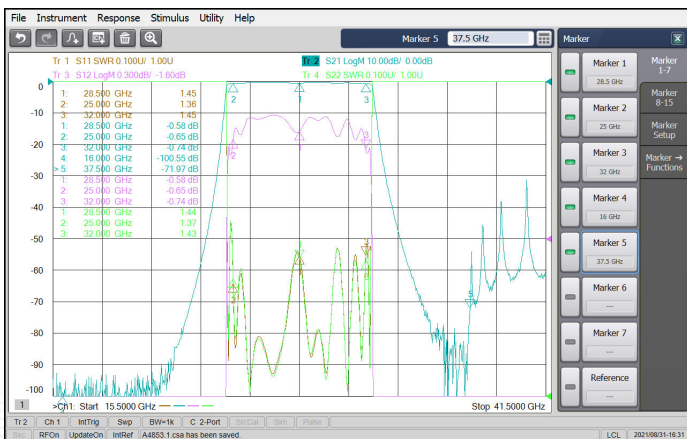 File Instrument Response Stimulus Utility Help
Marker 5 37.5 GHz
Marker
Tr 1 S11 SWR 0.100U/ 1.00U
Tr 2 S21 LogM 10.00dB/ 0.00dB
Tr 3 S12 LogM 0.300dB/ -1.60dB
Tr 4 S22 SWR 0.100U/ 1.00U
0
-10
-20
-30
-40
-50
-60
-70
-80
-90
-100
1: 28.500 GHz 1.45
2: 25.000 GHz 1.36
3: 32.000 GHz 1.45
1: 28.500 GHz -0.58 dB
2: 25.000 GHz -0.65 dB
3: 32.000 GHz -0.74 dB
4: 16.000 GHz -100.55 dB
>5: 37.500 GHz -71.97 dB
1: 28.500 GHz -0.58 dB
2: 25.000 GHz -0.65 dB
3: 32.000 GHz -0.74 dB
1: 28.500 GHz 1.44
2: 25.000 GHz 1.37
3: 32.000 GHz 1.43
2
1
3
5
1
>Ch1: Start 15.5000 GHz
Stop 41.5000 GHz
Marker 1
28.5 GHz
Marker 2
25 GHz
Marker 3
32 GHz
Marker 4
16 GHz
Marker 5
37.5 GHz
Marker 6
---
Marker 7
---
Reference
---
Marker
1-7
Marker
8-15
Marker
Setup
Marker →
Functions
Tr 2 Ch 1 IntTrig Swp BW=1k C 2-Port SrcCal Sim Pulse
Svc RFOn UpdateOn IntRef A4853.1.csa has been saved.
LCL 2021/08/31-16:31